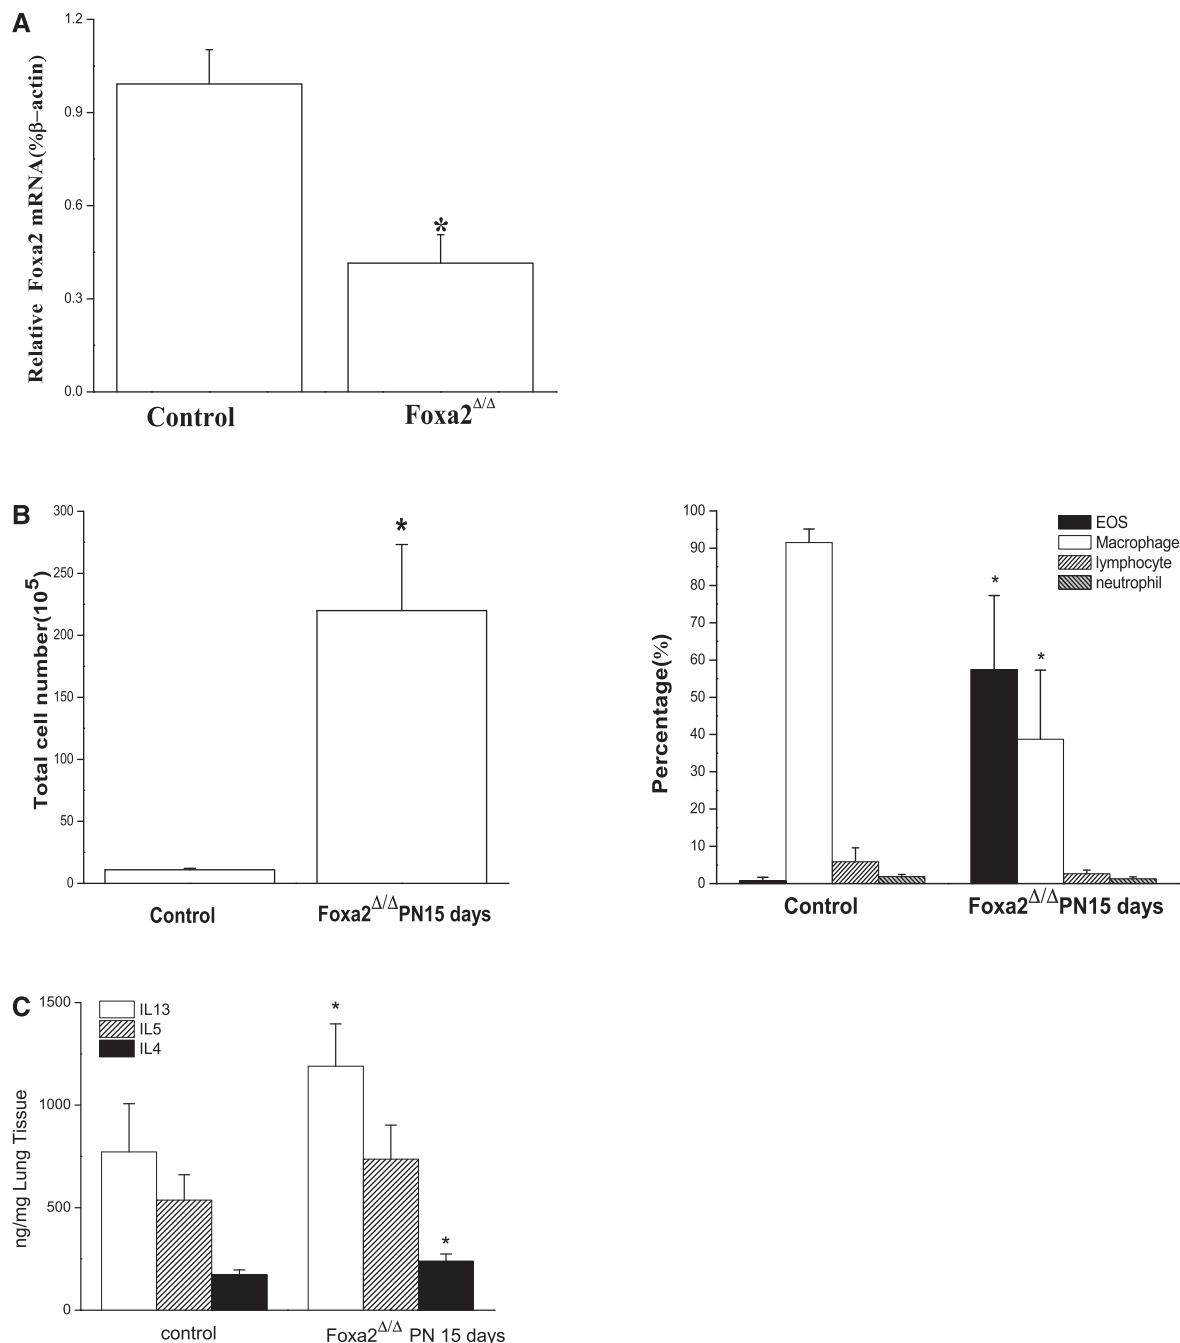 A
Relative Foxa2 mRNA(%β−actin)
1.2
0.9
0.6
0.3
0.0
*
Control
Foxa2Δ/Δ
B
Total cell number(10⁵)
300
250
200
150
100
50
0
*
Control
Foxa2Δ/ΔPN15 days
Percentage(%)
100
90
80
70
60
50
40
30
20
10
0
EOS
Macrophage
lymphocyte
neutrophil
*
*
Control
Foxa2Δ/ΔPN15 days
C
ng/mg Lung Tissue
1500
1000
500
0
IL13
IL5
IL4
*
*
control
Foxa2Δ/Δ PN 15 days